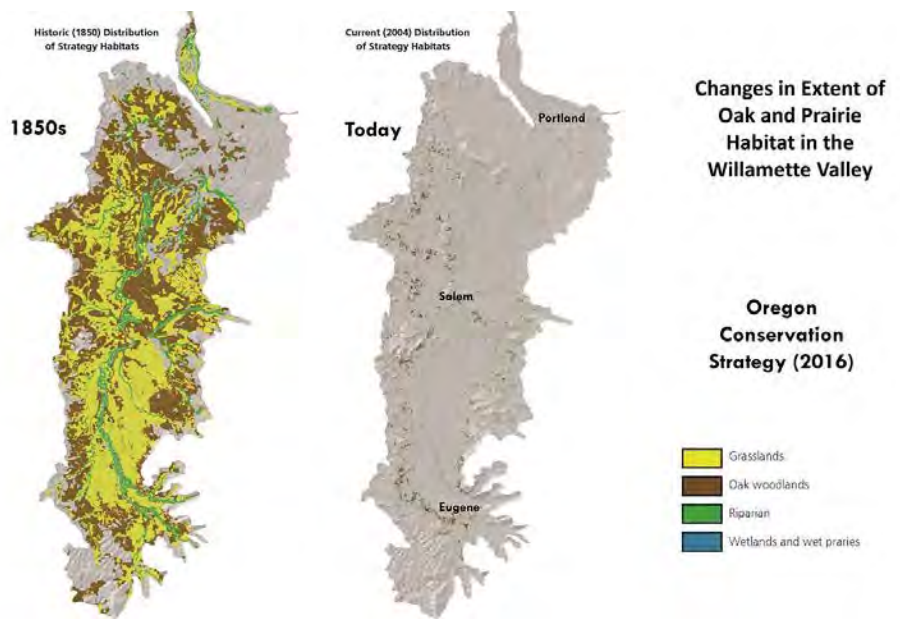 Historic (1850) Distribution
of Strategy Habitats
1850s
Current (2004) Distribution
of Strategy Habitats
Today
Portland
Salem
Eugene
Changes in Extent of
Oak and Prairie
Habitat in the
Willamette Valley
Oregon
Conservation
Strategy (2016)
Grasslands
Oak woodlands
Riparian
Wetlands and wet praries